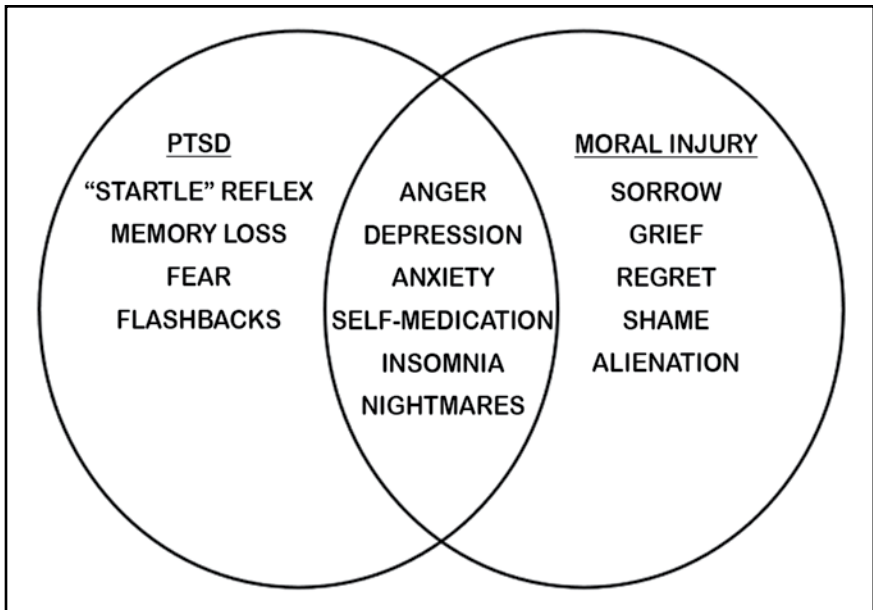 PTSD
“STARTLE” REFLEX
MEMORY LOSS
FEAR
FLASHBACKS
ANGER
DEPRESSION
ANXIETY
SELF-MEDICATION
INSOMNIA
NIGHTMARES
MORAL INJURY
SORROW
GRIEF
REGRET
SHAME
ALIENATION